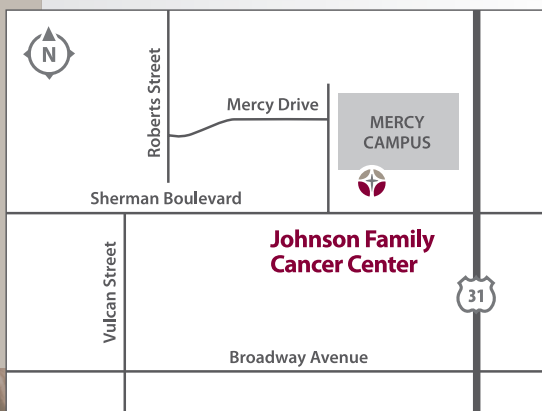 N
Roberts Street
Mercy Drive
MERCY
CAMPUS
Sherman Boulevard
Johnson Family
Cancer Center
Vulcan Street
31
Broadway Avenue